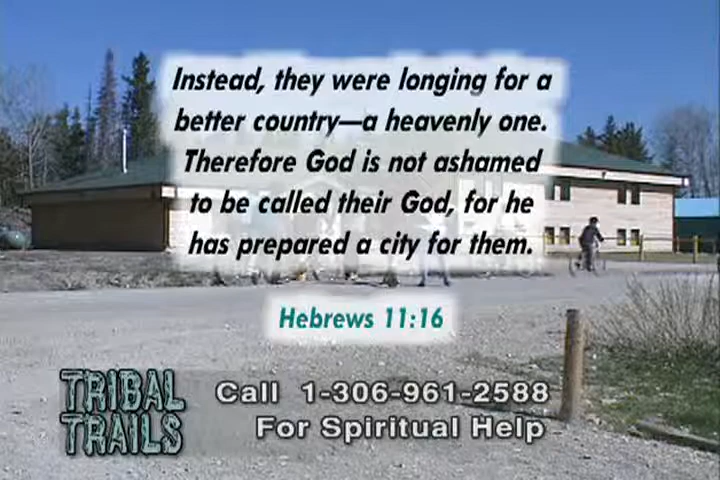 Instead, they were longing for a
better country—a heavenly one.
Therefore God is not ashamed
to be called their God, for he
has prepared a city for them.
Hebrews 11:16
TRIBAL
TRAILS
Call 1-306-961-2588
For Spiritual Help